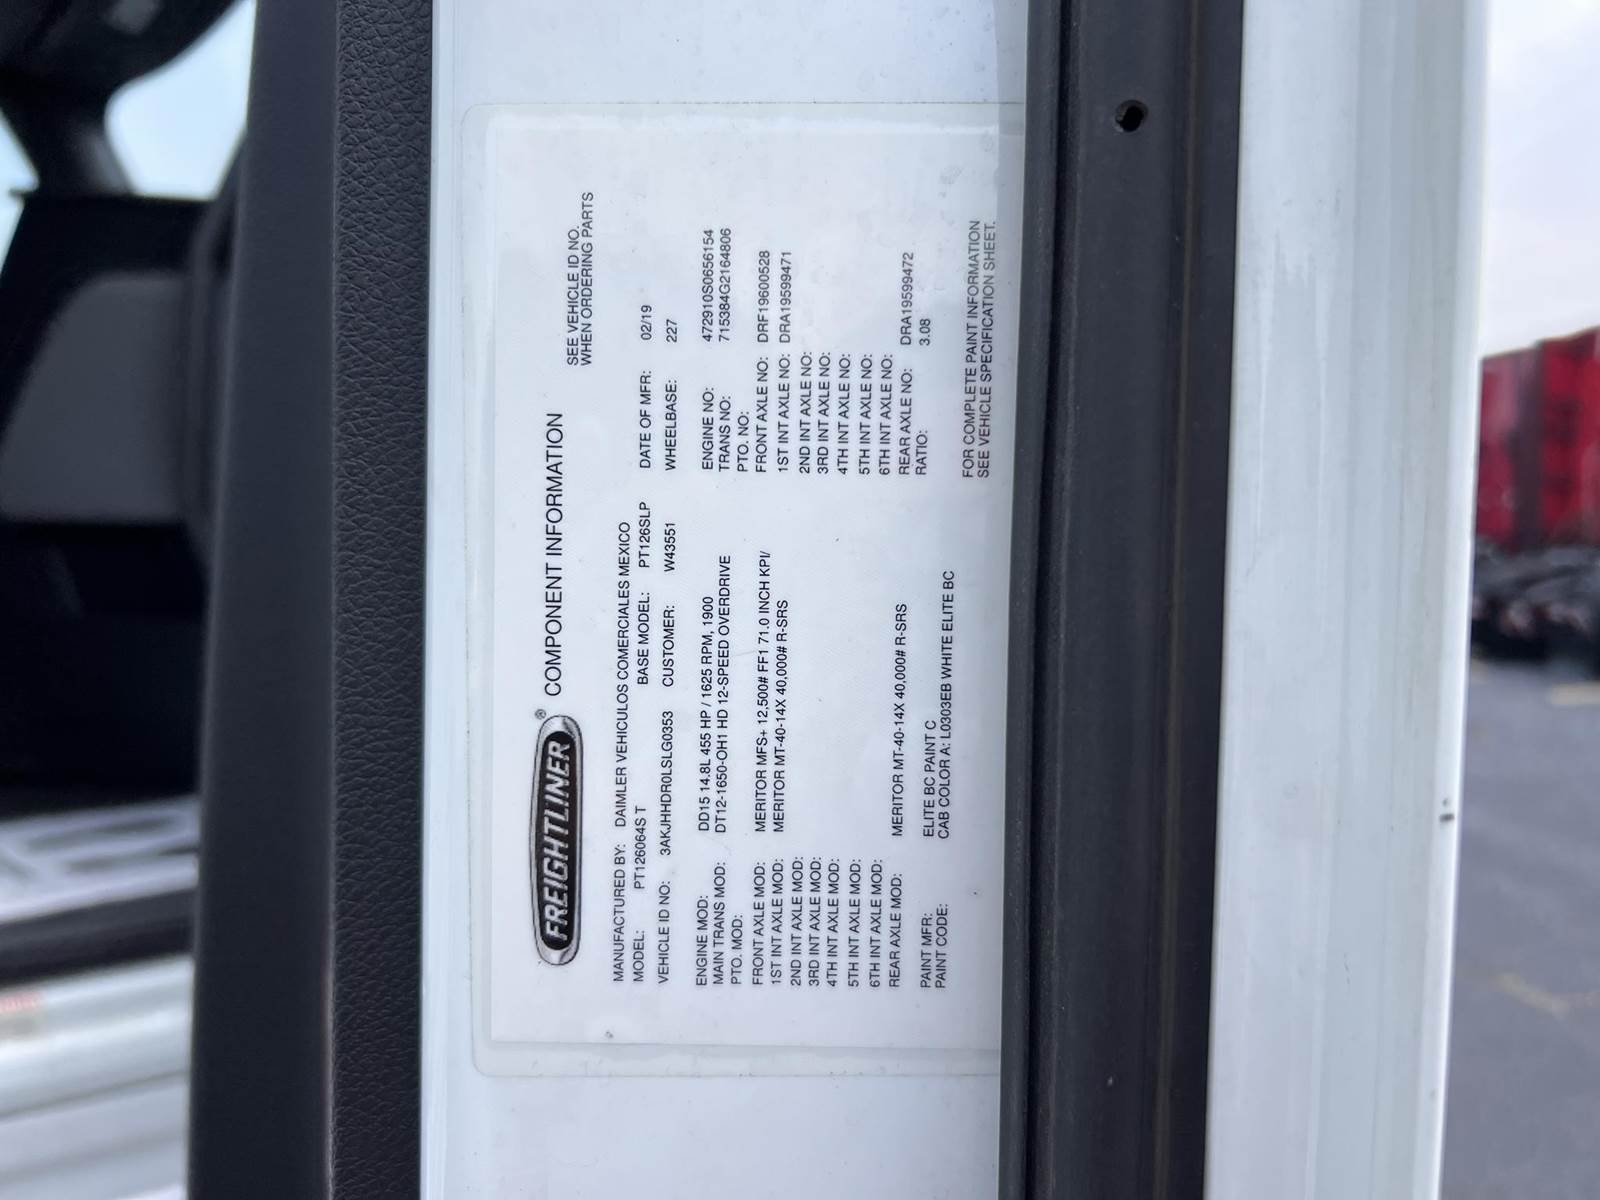 FREIGHTLINER® COMPONENT INFORMATION
SEE VEHICLE ID NO.
WHEN ORDERING PARTS
MANUFACTURED BY: DAIMLER VEHICULOS COMERCIALES MEXICO
MODEL: PT126064S T BASE MODEL: PT126SLP DATE OF MFR: 02/19
VEHICLE ID NO: 3AKJHHDR0LSLG0353 CUSTOMER: W43551 WHEELBASE: 227
ENGINE MOD: DD15 14.8L 455 HP / 1625 RPM, 1900 ENGINE NO: 472910S0656154
MAIN TRANS MOD: DT12-1650-OH1 HD 12-SPEED OVERDRIVE TRANS NO: 715384G2164806
PTO. MOD: PTO. NO:
FRONT AXLE MOD: MERITOR MFS+ 12,500# FF1 71.0 INCH KPI/ FRONT AXLE NO: DRF19600528
1ST INT AXLE MOD: MERITOR MT-40-14X 40,000# R-SRS 1ST INT AXLE NO: DRA19599471
2ND INT AXLE MOD: 2ND INT AXLE NO:
3RD INT AXLE MOD: 3RD INT AXLE NO:
4TH INT AXLE MOD: 4TH INT AXLE NO:
5TH INT AXLE MOD: 5TH INT AXLE NO:
6TH INT AXLE MOD: 6TH INT AXLE NO:
REAR AXLE MOD: MERITOR MT-40-14X 40,000# R-SRS REAR AXLE NO: DRA19599472
RATIO: 3.08
PAINT MFR: ELITE BC PAINT C
PAINT CODE: CAB COLOR A: L0303EB WHITE ELITE BC
FOR COMPLETE PAINT INFORMATION
SEE VEHICLE SPECIFICATION SHEET.